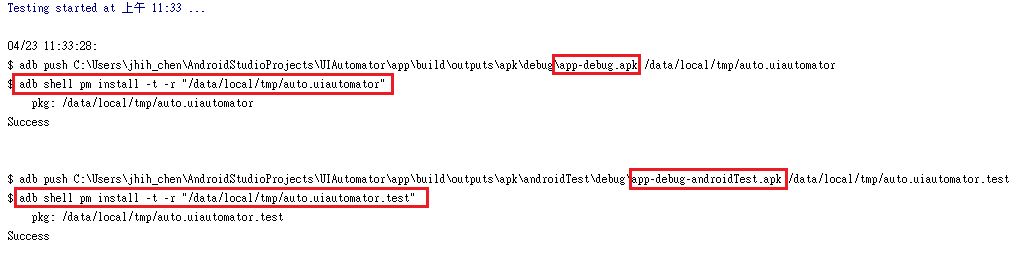 Testing started at 上午 11:33 ...
04/23 11:33:28:
$ adb push C:\Users\jhih_chen\AndroidStudioProjects\UIAutomator\app\build\outputs\apk\debug\app-debug.apk /data/local/tmp/auto.uiautomator
$ adb shell pm install -t -r "/data/local/tmp/auto.uiautomator"
pkg: /data/local/tmp/auto.uiautomator
Success
$ adb push C:\Users\jhih_chen\AndroidStudioProjects\UIAutomator\app\build\outputs\apk\androidTest\debug\app-debug-androidTest.apk /data/local/tmp/auto.uiautomator.test
$ adb shell pm install -t -r "/data/local/tmp/auto.uiautomator.test"
pkg: /data/local/tmp/auto.uiautomator.test
Success